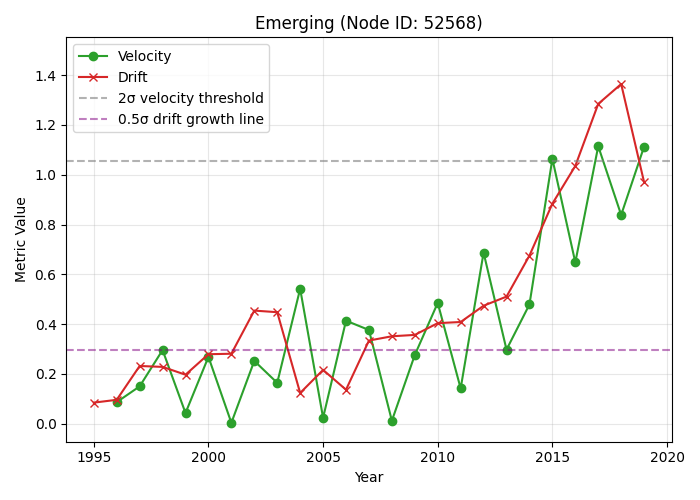 Emerging (Node ID: 52568)
Velocity
Drift
2σ velocity threshold
0.5σ drift growth line
Metric Value
1.4
1.2
1.0
0.8
0.6
0.4
0.2
0.0
1995 2000 2005 2010 2015 2020
Year